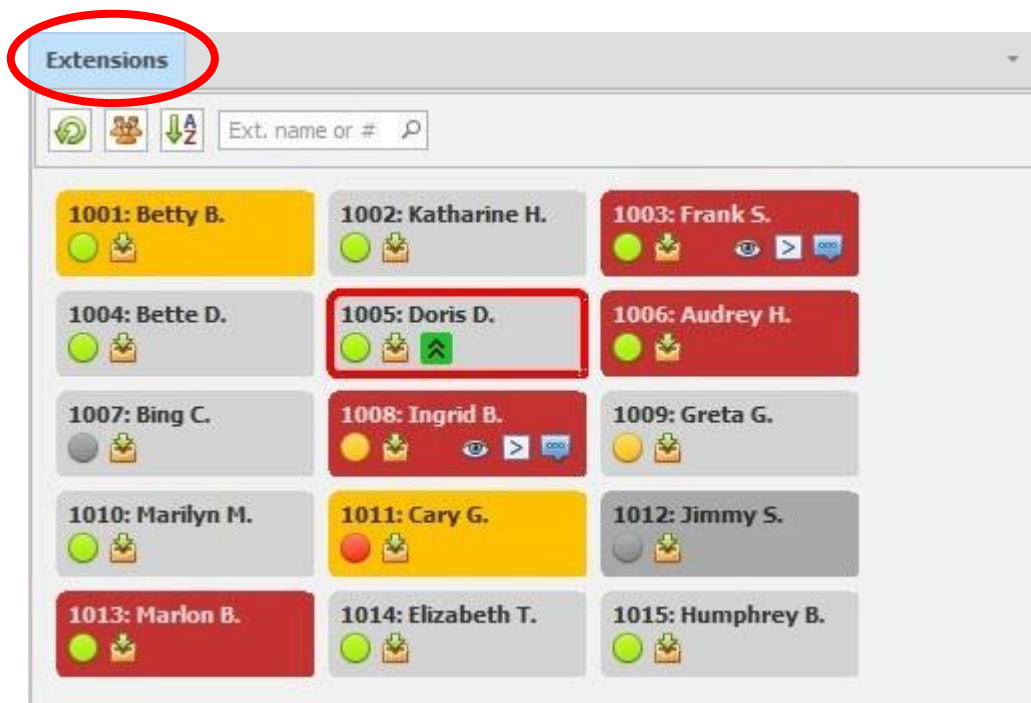 Extensions
Ext. name or #
1001: Betty B.
1002: Katharine H.
1003: Frank S.
1004: Bette D.
1005: Doris D.
1006: Audrey H.
1007: Bing C.
1008: Ingrid B.
1009: Greta G.
1010: Marilyn M.
1011: Cary G.
1012: Jimmy S.
1013: Marlon B.
1014: Elizabeth T.
1015: Humphrey B.